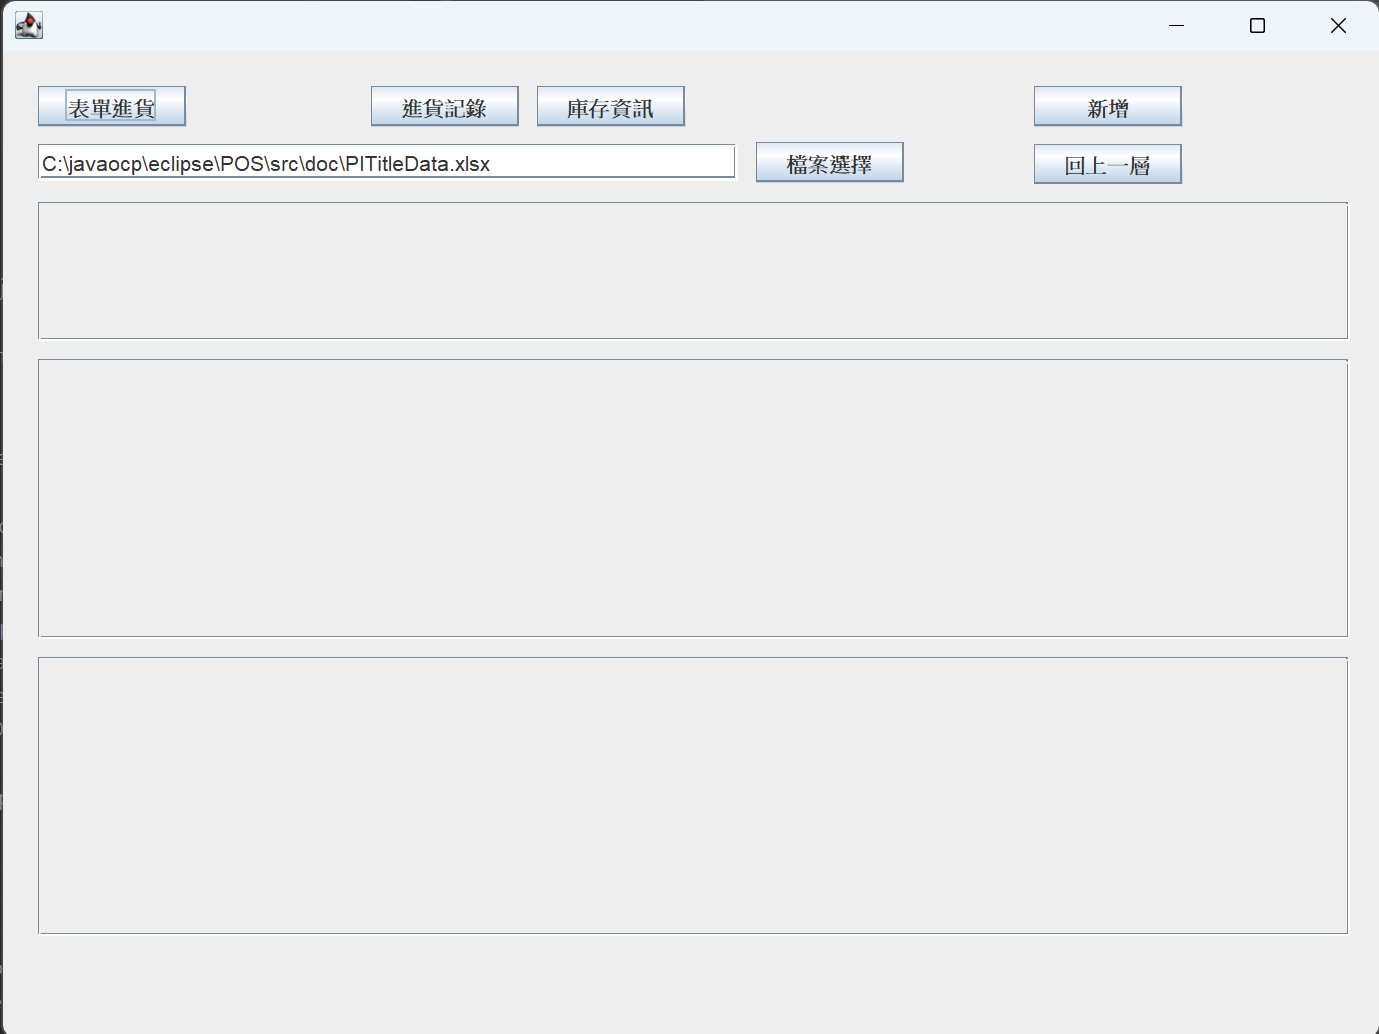 表單進貨 進貨記錄 庫存資訊 新增
C:\javaocp\eclipse\POS\src\doc\PITitleData.xlsx 檔案選擇 回上一層